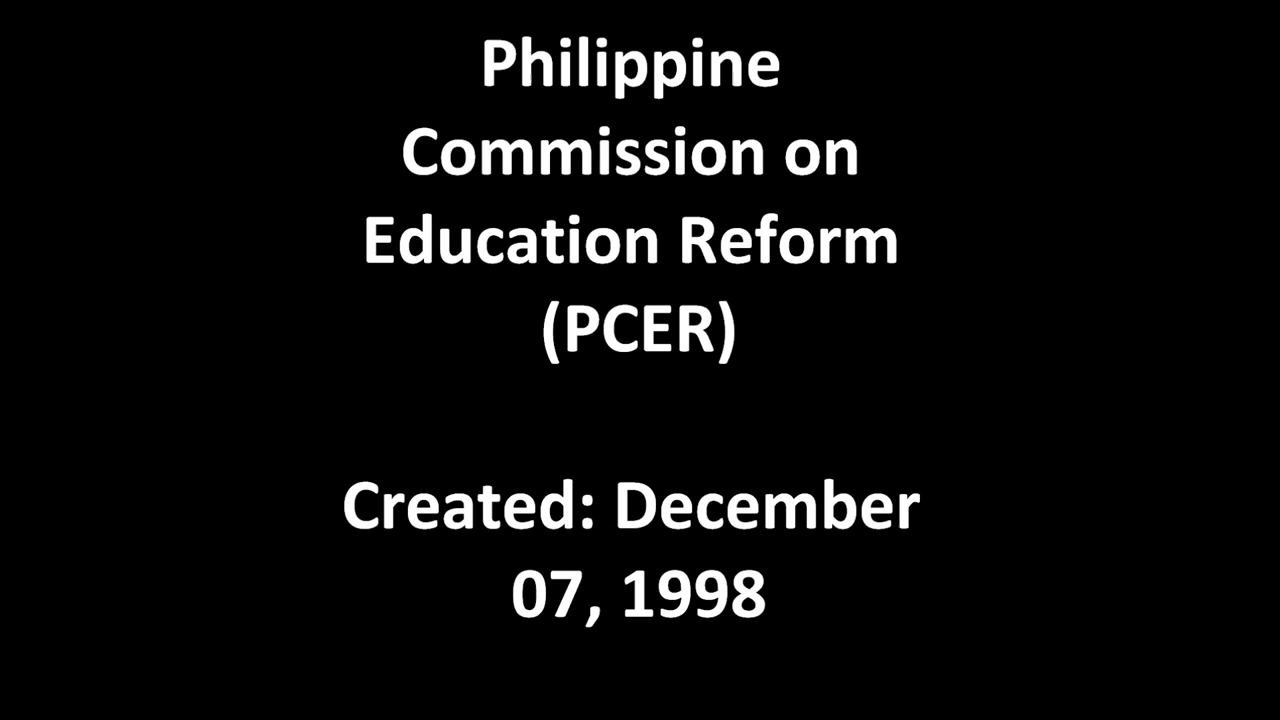 Philippine
Commission on
Education Reform
(PCER)
Created: December
07, 1998